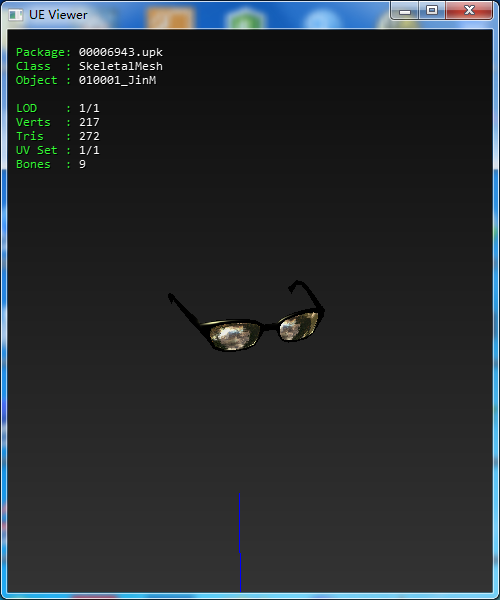 UE Viewer
Package: 00006943.upk
Class : SkeletalMesh
Object : 010001_JinM
LOD : 1/1
Verts : 217
Tris : 272
UV Set : 1/1
Bones : 9